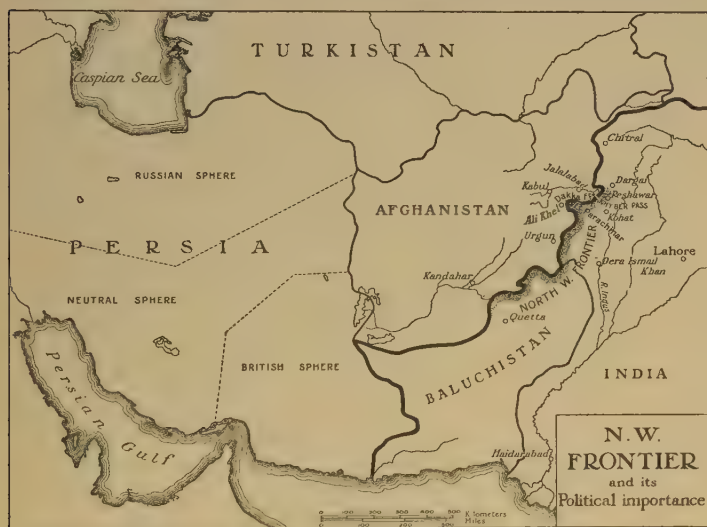 TURKISTAN
Caspian Sea
RUSSIAN SPHERE
PERSIA
NEUTRAL SPHERE
BRITISH SPHERE
Persian Gulf
AFGHANISTAN
Chitral
Jalalabad
Dargai
Kabul
Dakka
Peshawar
KHYBER PASS
Ali Khel
Kohat
Parachinar
Urgun
Lahore
Dera Ismail
Khan
Kandahar
NORTH W. FRONTIER
R. Indus
Quetta
BALUCHISTAN
INDIA
Haidarabad
N. W.
FRONTIER
and its
Political importance
Kilometers
Miles